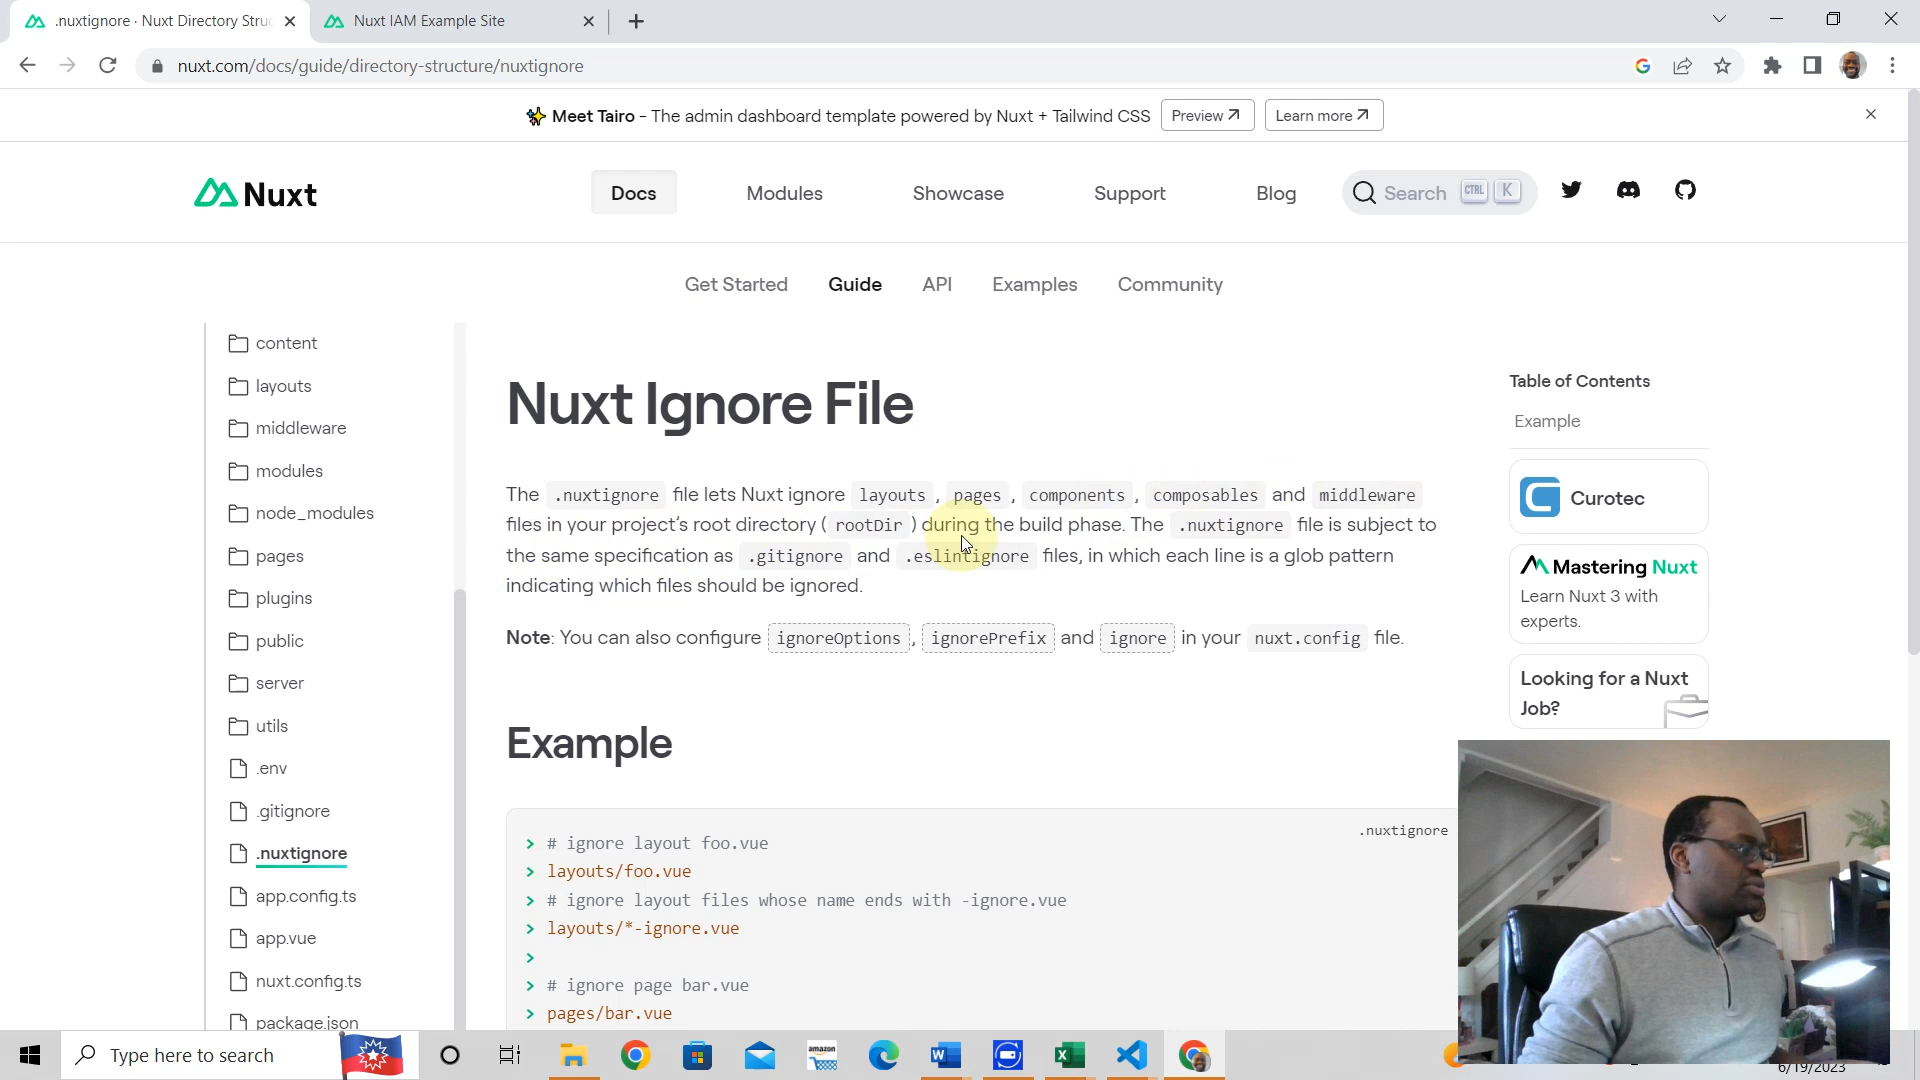 .nuxtignore · Nuxt Directory Struc
Nuxt IAM Example Site
nuxt.com/docs/guide/directory-structure/nuxtignore
Meet Tairo - The admin dashboard template powered by Nuxt + Tailwind CSS
Preview
Learn more
Nuxt
Docs
Modules
Showcase
Support
Blog
Search CTRL K
Get Started
Guide
API
Examples
Community
content
layouts
middleware
modules
node_modules
pages
plugins
public
server
utils
.env
.gitignore
.nuxtignore
app.config.ts
app.vue
nuxt.config.ts
package.json
Nuxt Ignore File
The .nuxtignore file lets Nuxt ignore layouts, pages, components, composables and middleware
files in your project's root directory (rootDir) during the build phase. The .nuxtignore file is subject to
the same specification as .gitignore and .eslintignore files, in which each line is a glob pattern
indicating which files should be ignored.
Note: You can also configure ignoreOptions, ignorePrefix and ignore in your nuxt.config file.
Example
.nuxtignore
> # ignore layout foo.vue
> layouts/foo.vue
> # ignore layout files whose name ends with -ignore.vue
> layouts/*-ignore.vue
>
> # ignore page bar.vue
> pages/bar.vue
Table of Contents
Example
Curotec
Mastering Nuxt
Learn Nuxt 3 with
experts.
Looking for a Nuxt
Job?
Type here to search
amazon
6/19/2023